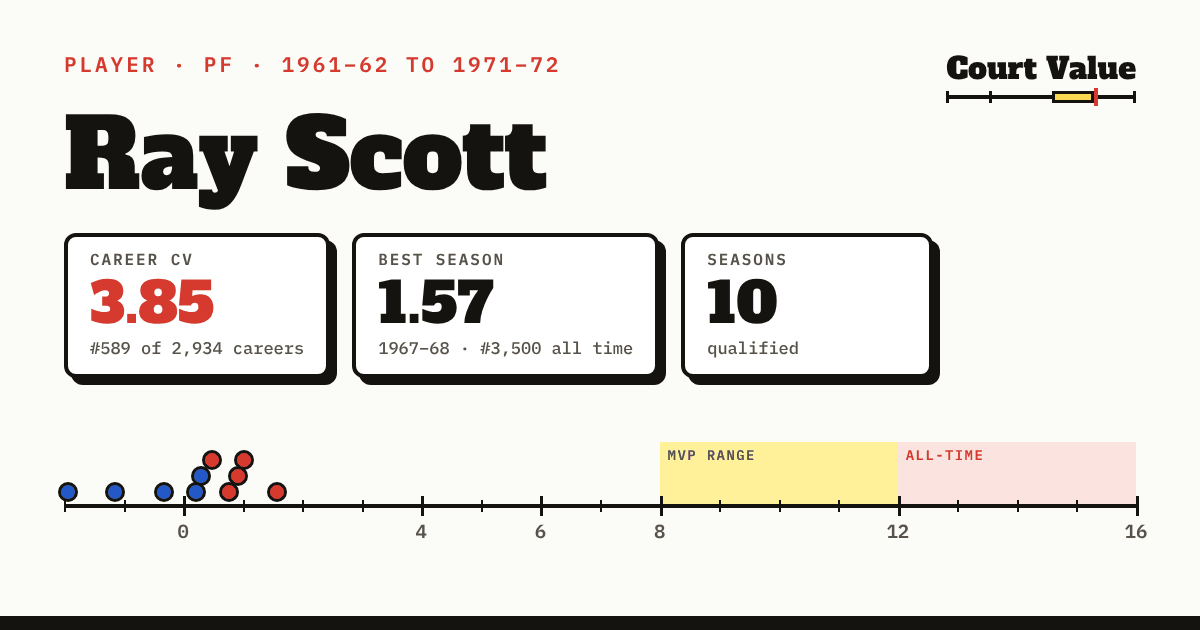 PLAYER · PF · 1961–62 TO 1971–72
Court Value
Ray Scott
CAREER CV
3.85
#589 of 2,934 careers
BEST SEASON
1.57
1967–68 · #3,500 all time
SEASONS
10
qualified
MVP RANGE
ALL-TIME
0 4 6 8 12 16